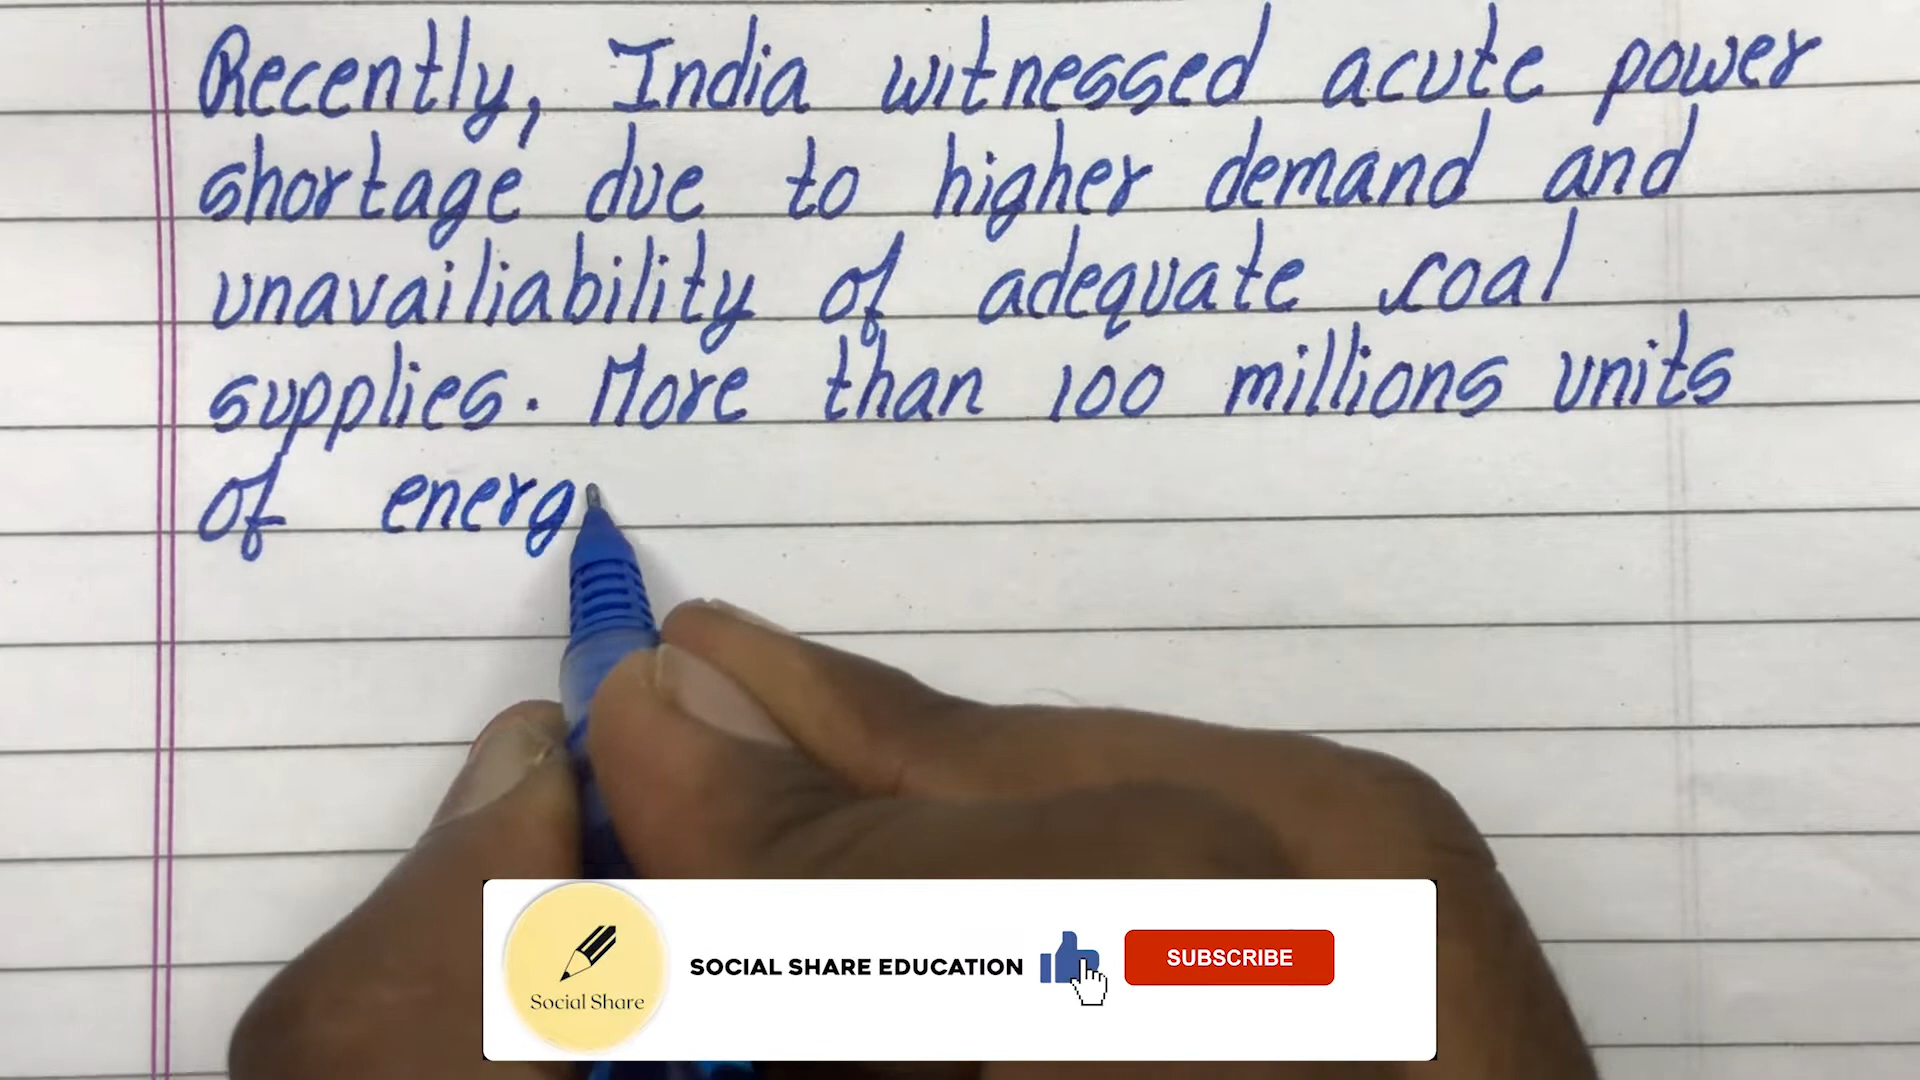 Recently, India witnessed acute power
shortage due to higher demand and
unavailiability of adequate coal
supplies. More than 100 millions units
of energ
SOCIAL SHARE EDUCATION
SUBSCRIBE
Social Share